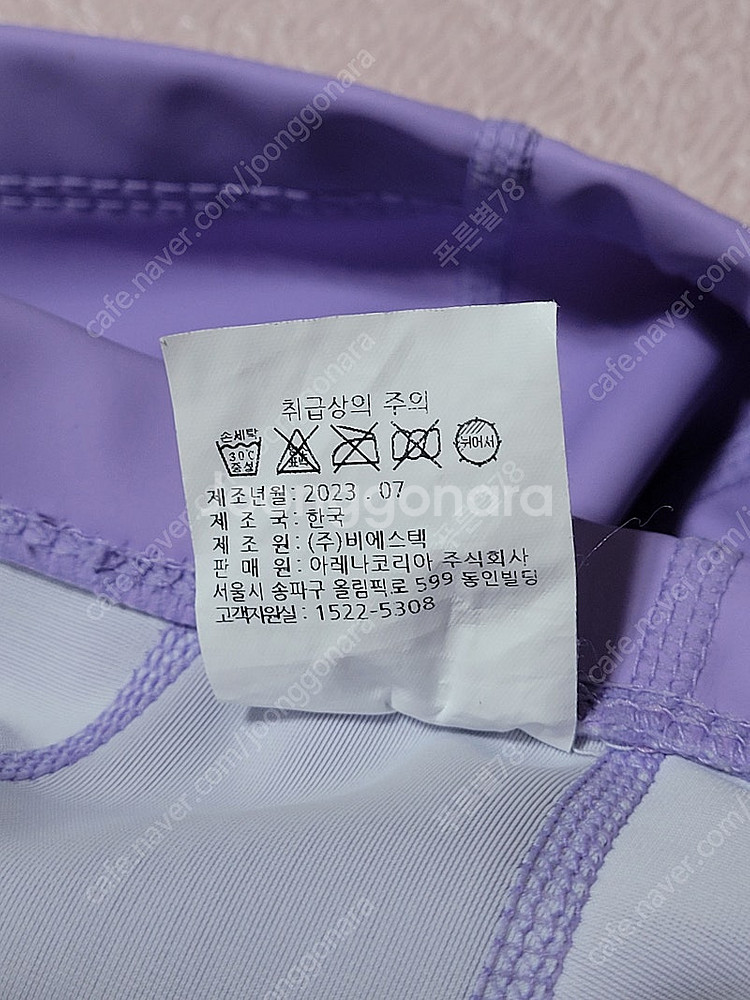 취급상의 주의
손세탁
30℃
중성
표백
뉘어서
제조년월 : 2023 . 07
제 조 국 : 한국
제 조 원 : (주)비에스텍
판 매 원 : 아레나코리아 주식회사
서울시 송파구 올림픽로 599 동인빌딩
고객지원실 : 1522-5308
joonggonara
푸른별78
cafe.naver.com/joonggonara